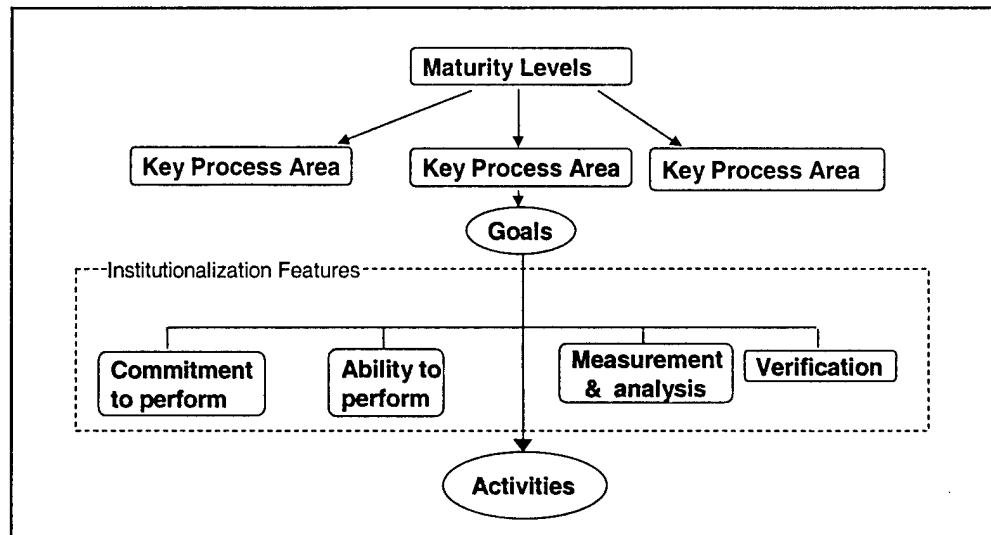 Maturity Levels
Key Process Area
Key Process Area
Key Process Area
Goals
Institutionalization Features
Commitment
to perform
Ability to
perform
Measurement
& analysis
Verification
Activities